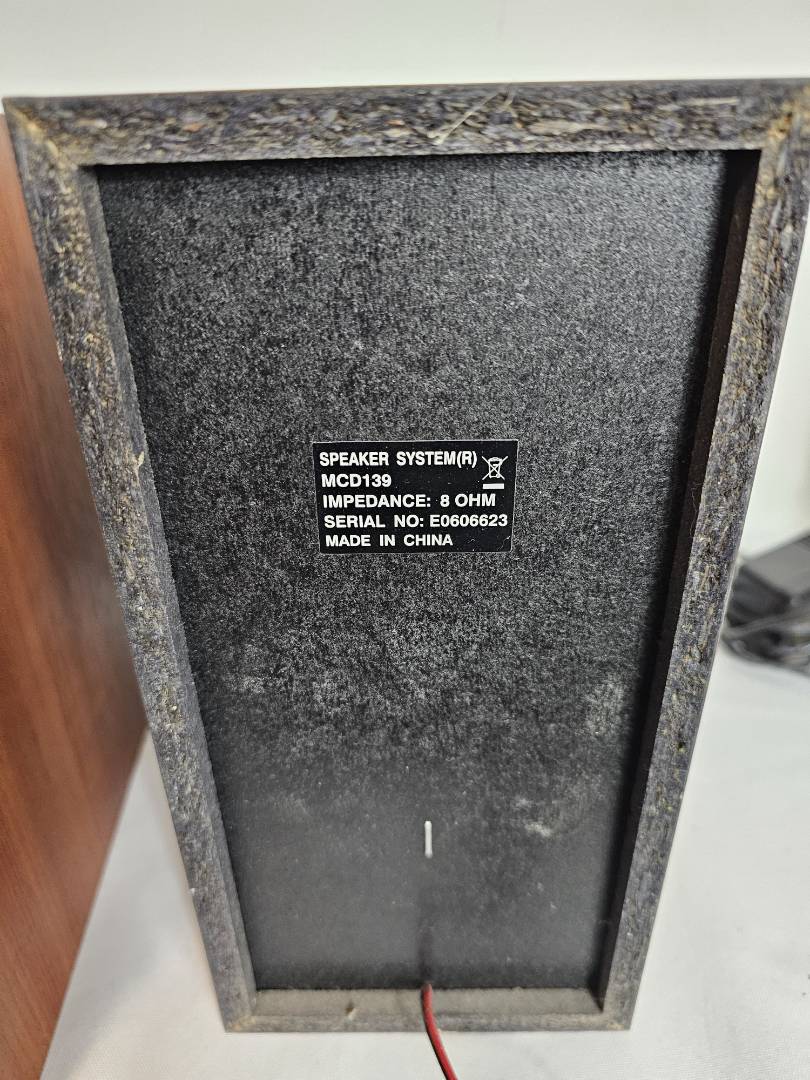 SPEAKER SYSTEM(R)
MCD139
IMPEDANCE: 8 OHM
SERIAL NO: E0606623
MADE IN CHINA